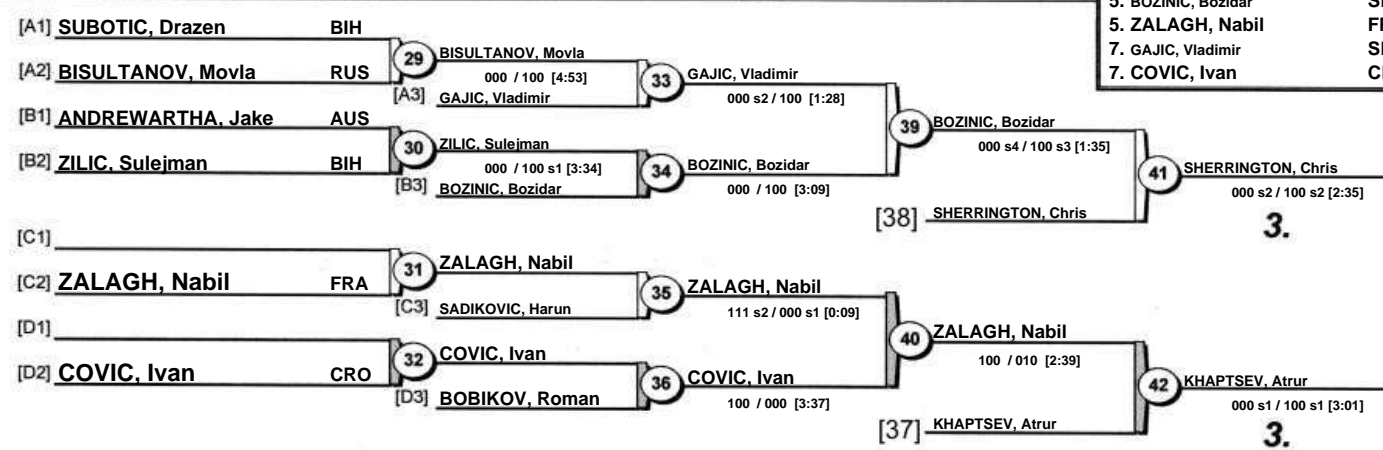 5. BOZINIC, Bozidar
5. ZALAGH, Nabil
7. GAJIC, Vladimir
7. COVIC, Ivan
[A1] SUBOTIC, Drazen BIH
29 BISULTANOV, Movla
000 / 100 [4:53]
[A2] BISULTANOV, Movla RUS
[A3] GAJIC, Vladimir
33 GAJIC, Vladimir
000 s2 / 100 [1:28]
[B1] ANDREWARTHA, Jake AUS
30 ZILIC, Sulejman
000 / 100 s1 [3:34]
[B2] ZILIC, Sulejman BIH
[B3] BOZINIC, Bozidar
34 BOZINIC, Bozidar
000 / 100 [3:09]
39 BOZINIC, Bozidar
000 s4 / 100 s3 [1:35]
[38] SHERRINGTON, Chris
41 SHERRINGTON, Chris
000 s2 / 100 s2 [2:35]
3.
[C1]
31 ZALAGH, Nabil
[C2] ZALAGH, Nabil FRA
[C3] SADIKOVIC, Harun
35 ZALAGH, Nabil
111 s2 / 000 s1 [0:09]
[D1]
32 COVIC, Ivan
[D2] COVIC, Ivan CRO
[D3] BOBIKOV, Roman
36 COVIC, Ivan
100 / 000 [3:37]
40 ZALAGH, Nabil
100 / 010 [2:39]
[37] KHAPTSEV, Atrur
42 KHAPTSEV, Atrur
000 s1 / 100 s1 [3:01]
3.